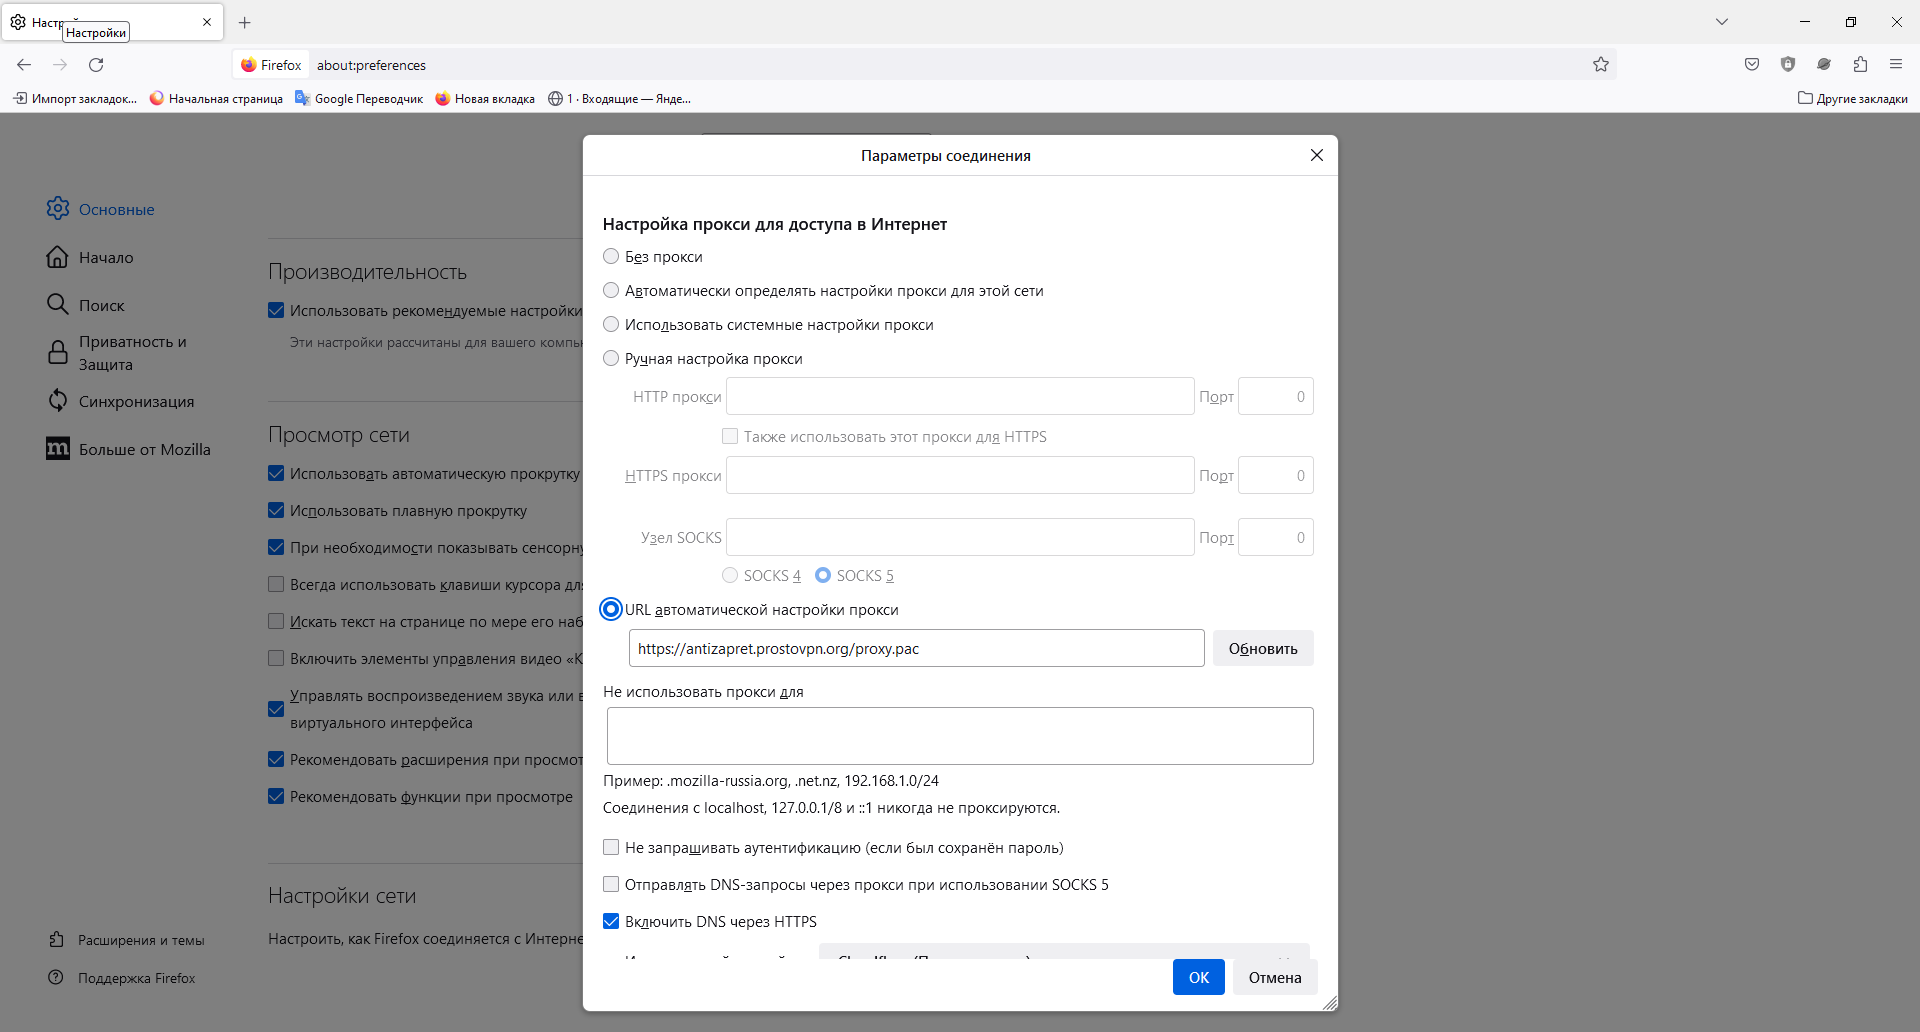 Настройки
Firefox
about:preferences
Импорт закладок...
Начальная страница
Google Переводчик
Новая вкладка
1 · Входящие — Янде...
Другие закладки
Основные
Начало
Поиск
Приватность и
Защита
Синхронизация
Больше от Mozilla
Расширения и темы
Поддержка Firefox
Производительность
Использовать рекомендуемые настройки
Эти настройки рассчитаны для вашего
Просмотр сети
Использовать автоматическую прокрутку
Использовать плавную прокрутку
При необходимости показывать
Всегда использовать клавиши курсора
Искать текст на странице по мере его
Включить элементы управления видео
Управлять воспроизведением звука или
виртуального интерфейса
Рекомендовать расширения при
Рекомендовать функции при просмотре
Настройки сети
Настроить, как Firefox соединяется с
Параметры соединения
Настройка прокси для доступа в Интернет
Без прокси
Автоматически определять настройки прокси для этой сети
Использовать системные настройки прокси
Ручная настройка прокси
HTTP прокси
Порт 0
Также использовать этот прокси для HTTPS
HTTPS прокси
Порт 0
Узел SOCKS
Порт 0
SOCKS 4 SOCKS 5
URL автоматической настройки прокси
https://antizapret.prostovpn.org/proxy.pac
Обновить
Не использовать прокси для
Пример: .mozilla-russia.org, .net.nz, 192.168.1.0/24
Соединения с localhost, 127.0.0.1/8 и ::1 никогда не проксируются.
Не запрашивать аутентификацию (если был сохранён пароль)
Отправлять DNS-запросы через прокси при использовании SOCKS 5
Включить DNS через HTTPS
OK
Отмена